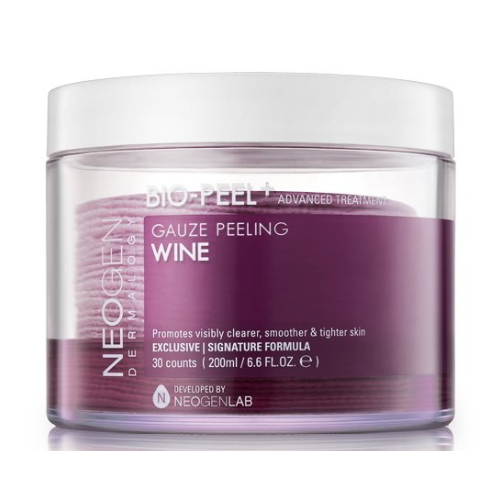 NEOGEN
DERMALOGY
BIO-PEEL+ ADVANCED TREATMENT
GAUZE PEELING
WINE
Promotes visibly clearer, smoother & tighter skin
EXCLUSIVE | SIGNATURE FORMULA
30 counts ( 200ml / 6.6 FL.OZ. ℮ )
N
DEVELOPED BY
NEOGENLAB